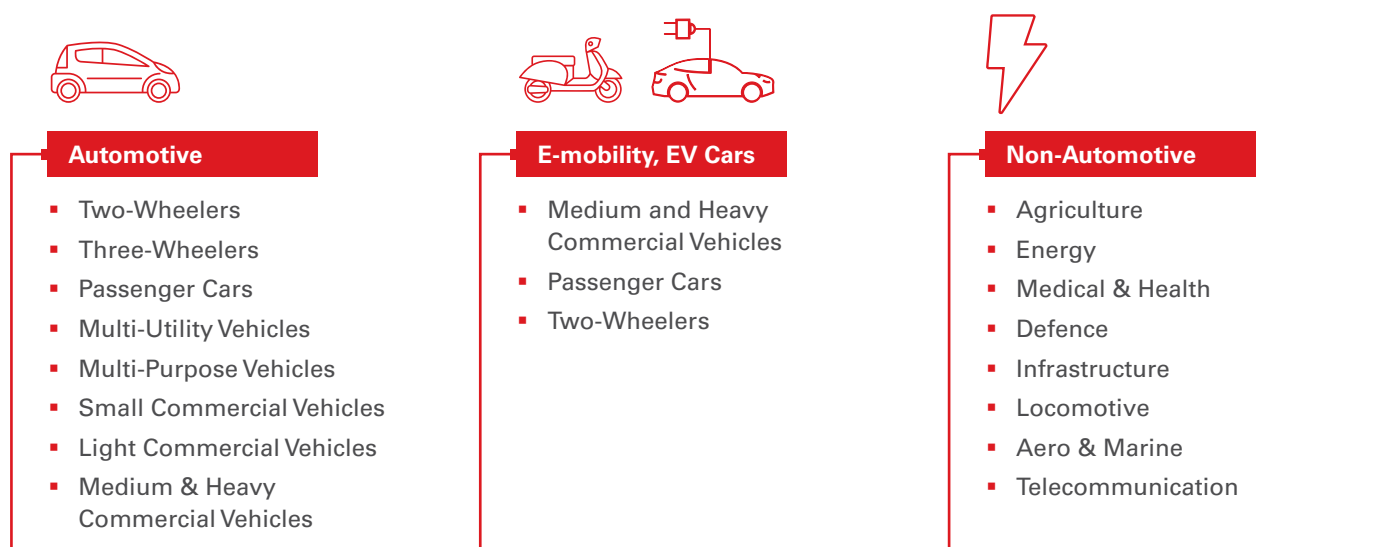 Automotive
▪ Two-Wheelers
▪ Three-Wheelers
▪ Passenger Cars
▪ Multi-Utility Vehicles
▪ Multi-Purpose Vehicles
▪ Small Commercial Vehicles
▪ Light Commercial Vehicles
▪ Medium & Heavy
Commercial Vehicles
E-mobility, EV Cars
▪ Medium and Heavy
Commercial Vehicles
▪ Passenger Cars
▪ Two-Wheelers
Non-Automotive
▪ Agriculture
▪ Energy
▪ Medical & Health
▪ Defence
▪ Infrastructure
▪ Locomotive
▪ Aero & Marine
▪ Telecommunication